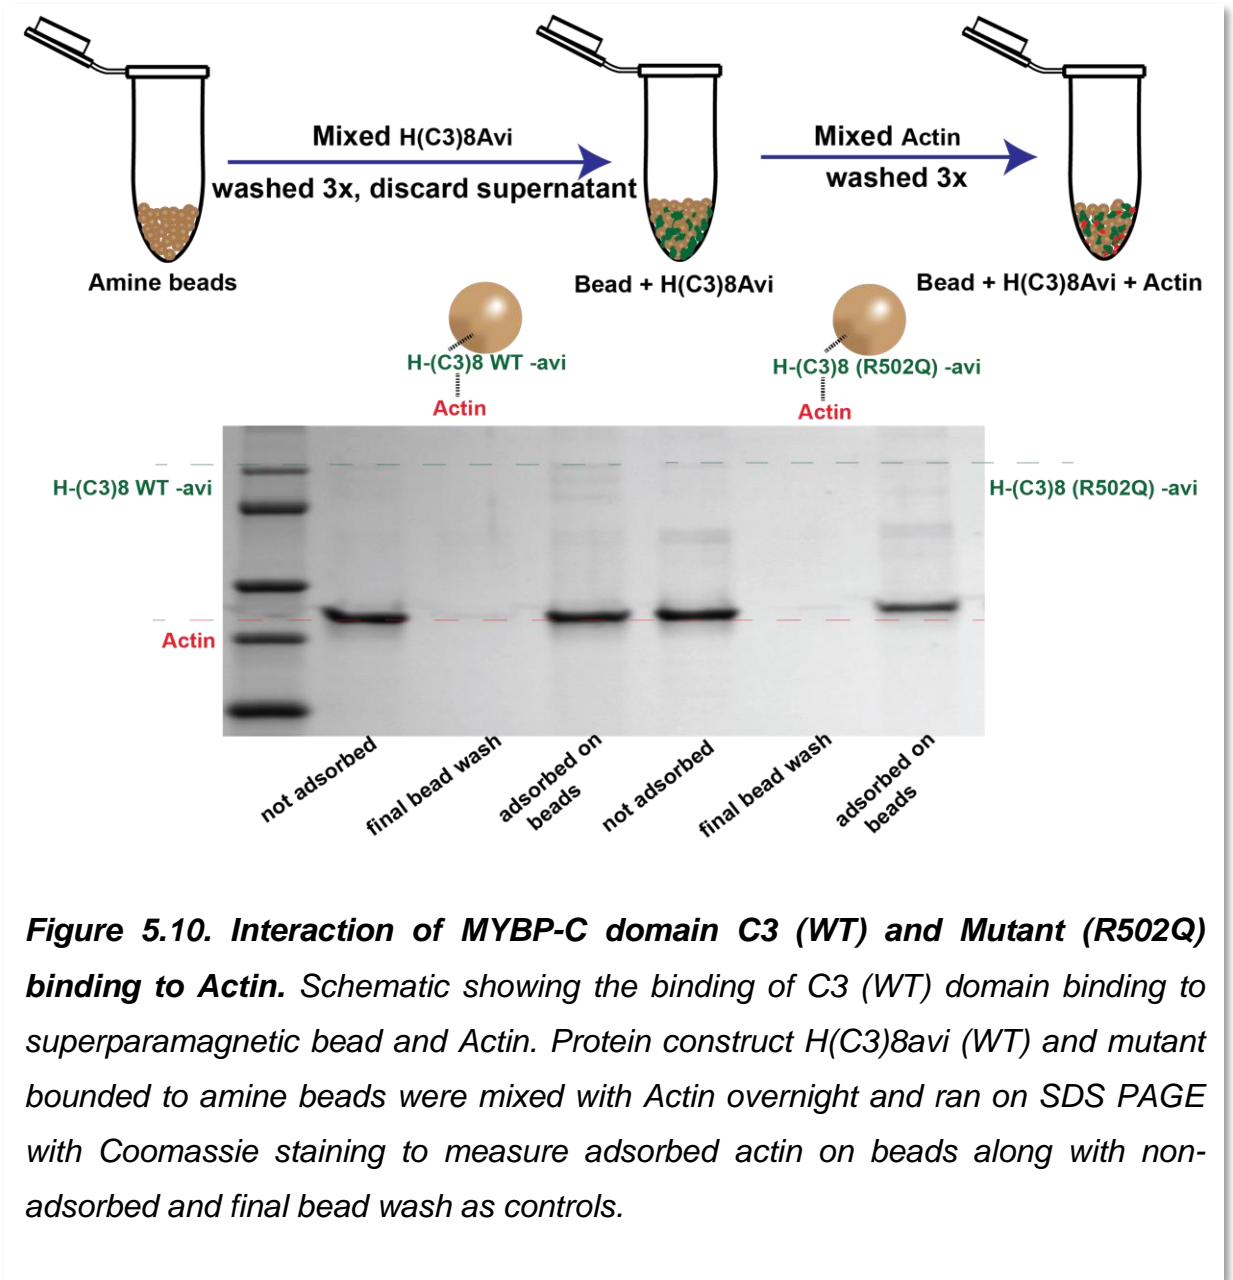 Mixed H(C3)8Avi
washed 3x, discard supernatant
Mixed Actin
washed 3x
Amine beads
Bead + H(C3)8Avi
Bead + H(C3)8Avi + Actin
H-(C3)8 WT -avi
Actin
H-(C3)8 (R502Q) -avi
Actin
H-(C3)8 WT -avi
H-(C3)8 (R502Q) -avi
Actin
not adsorbed
final bead wash
adsorbed on
beads
not adsorbed
final bead wash
adsorbed on
beads
Figure 5.10. Interaction of MYBP-C domain C3 (WT) and Mutant (R502Q)
binding to Actin. Schematic showing the binding of C3 (WT) domain binding to
superparamagnetic bead and Actin. Protein construct H(C3)8avi (WT) and mutant
bounded to amine beads were mixed with Actin overnight and ran on SDS PAGE
with Coomassie staining to measure adsorbed actin on beads along with non-
adsorbed and final bead wash as controls.